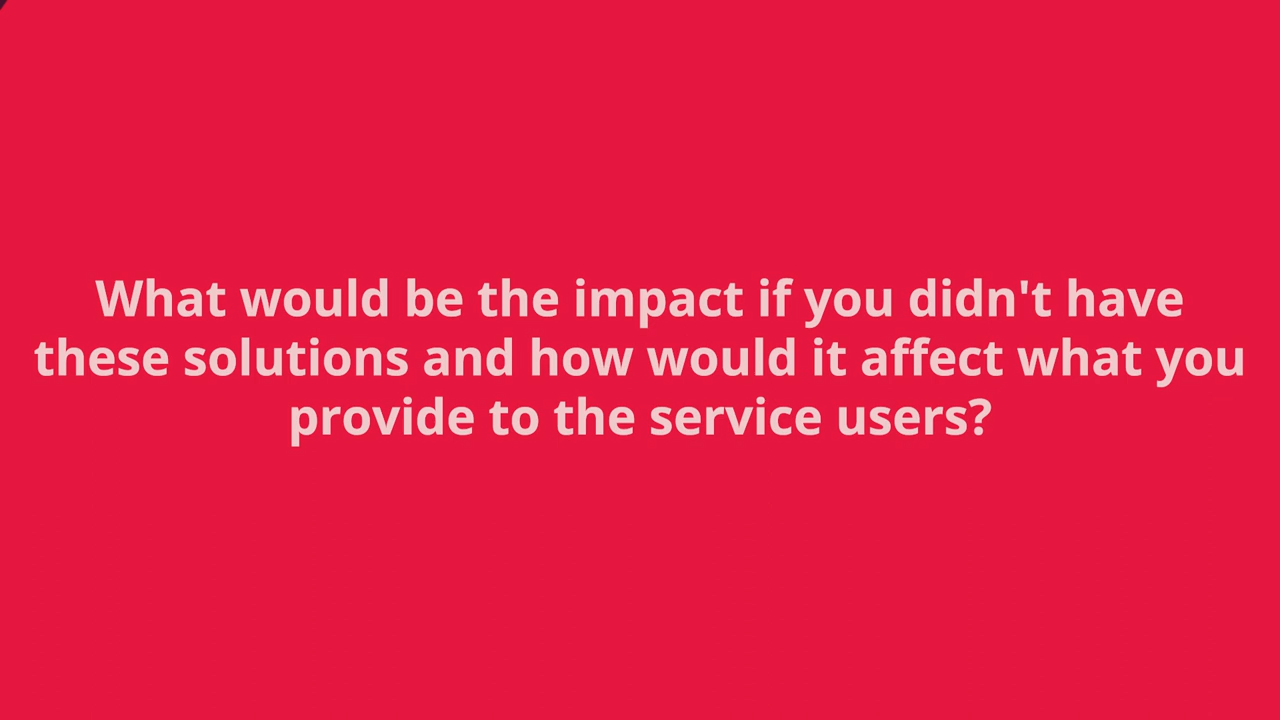 What would be the impact if you didn't have
these solutions and how would it affect what you
provide to the service users?